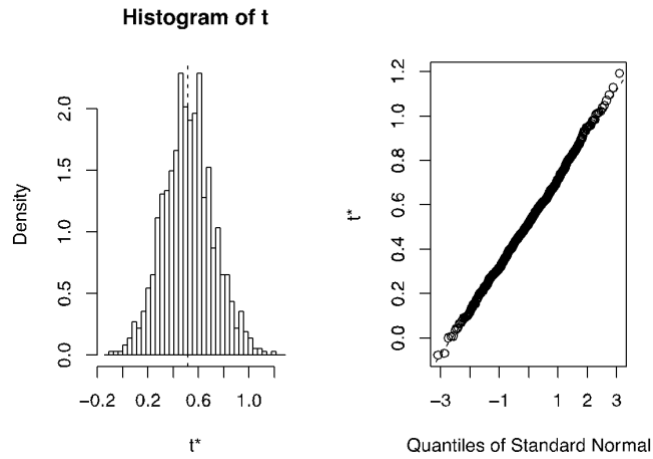 Histogram of t
Density
0.0 0.5 1.0 1.5 2.0
−0.2 0.2 0.6 1.0
t*
t*
0.0 0.2 0.4 0.6 0.8 1.0 1.2
−3 −1 1 2 3
Quantiles of Standard Normal